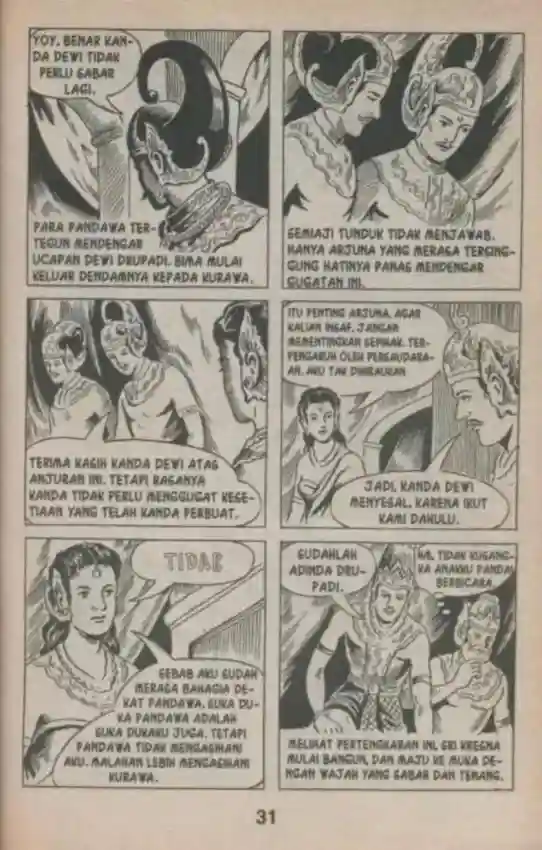 YOY, BENAR KAN-
DA DEWI TIDAK
PERLU SABAR
LAGI.
PARA PANDAWA TER-
TEGUN MENDENGAR
UCAPAN DEWI DRUPADI. BIMA MULAI
KELUAR DENDAMNYA KEPADA KURAWA.
SEMIAJI TUNDUK TIDAK MENJAWAB.
HANYA ARJUNA YANG MERASA TERSING-
GUNG HATINYA PANAS MENDENGAR
GUGATAN INI.
TERIMA KASIH KANDA DEWI ATAS
ANJURAN INI. TETAPI RASANYA
KANDA TIDAK PERLU MENGGUGAT KESE-
TIAAN YANG TELAH KANDA PERBUAT.
ITU PENTING ARJUNA. AGAR
KALIAN INSAF. JANGAN
MEMENTINGKAN SEPIHAK. TER-
PENGARUH OLEH PERSAUDARA-
AN. AKU TAK DIHIRAUKAN
JADI, KANDA DEWI
MENYESAL, KARENA IKUT
KAMI DAHULU.
TIDAK
SEBAB AKU SUDAH
MERASA BAHAGIA DE-
KAT PANDAWA. SUKA DU-
KA PANDAWA ADALAH
SUKA DUKAKU JUGA. TETAPI
PANDAWA TIDAK MENGASIHANI
AKU. MALAHAN LEBIH MENGASIHANI
KURAWA.
SUDAHLAH
ADINDA DRU-
PADI.
HA, TIDAK KUSANG-
KA ANAKKU PANDAI
BERBICARA
MELIHAT PERTENGKARAN INI, SRI KRESNA
MULAI BANGUN, DAN MAJU KE MUKA DE-
NGAN WAJAH YANG SABAR DAN TENANG.
31